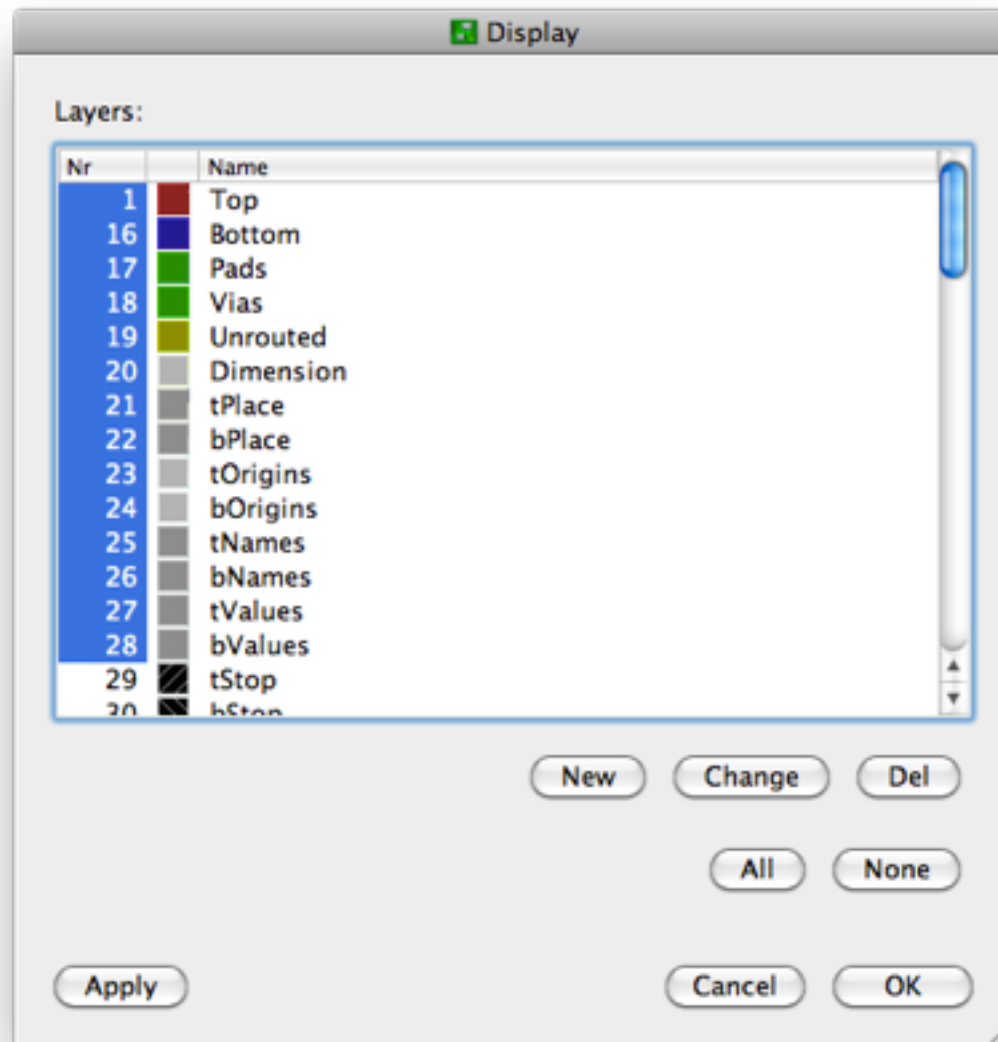 Display
Layers:
Nr Name
1 Top
16 Bottom
17 Pads
18 Vias
19 Unrouted
20 Dimension
21 tPlace
22 bPlace
23 tOrigins
24 bOrigins
25 tNames
26 bNames
27 tValues
28 bValues
29 tStop
30 bStop
New Change Del
All None
Apply Cancel OK